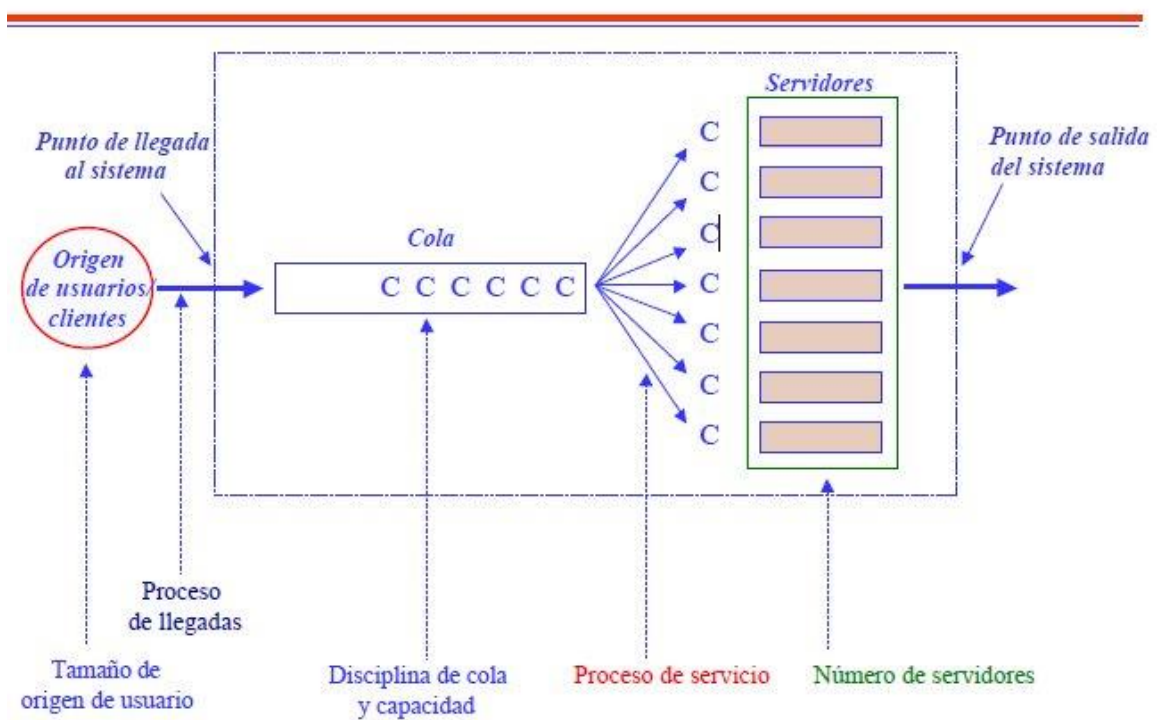 Servidores
Punto de llegada
al sistema
Punto de salida
del sistema
Origen
de usuarios/
clientes
Cola
C C C C C C
C
C
C
C
C
C
C
Proceso
de llegadas
Tamaño de
origen de usuario
Disciplina de cola
y capacidad
Proceso de servicio
Número de servidores